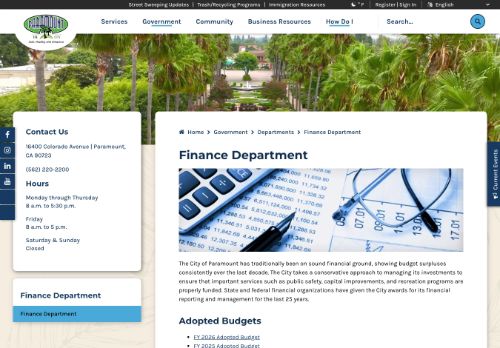 Street Sweeping Updates | Trash/Recycling Programs | Immigration Resources
°F Register | Sign In English
PARAMOUNT
Services Government Community Business Resources How Do I Search...
Contact Us
16400 Colorado Avenue | Paramount,
CA 90723
(562) 220-2200
Hours
Monday through Thursday
8 a.m. to 5:30 p.m.
Friday
8 a.m. to 5 p.m.
Saturday & Sunday
Closed
Finance Department
Finance Department
Home > Government > Departments > Finance Department
Finance Department
The City of Paramount has traditionally been on sound financial ground, showing budget surpluses
consistently over the last decade. The City takes a conservative approach to managing its investments to
ensure that important services such as public safety, capital improvements, and recreation programs are
properly funded. State and federal financial organizations have given the City awards for its financial
reporting and management for the last 25 years.
Adopted Budgets
FY 2026 Adopted Budget
FY 2025 Adopted Budget
Current Events